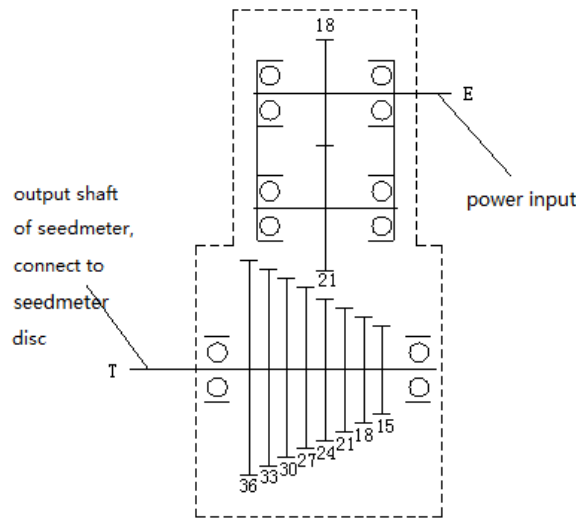 18
E
power input
output shaft
of seedmeter,
connect to
seedmeter
disc
21
T
36
33
30
27
24
21
18
15